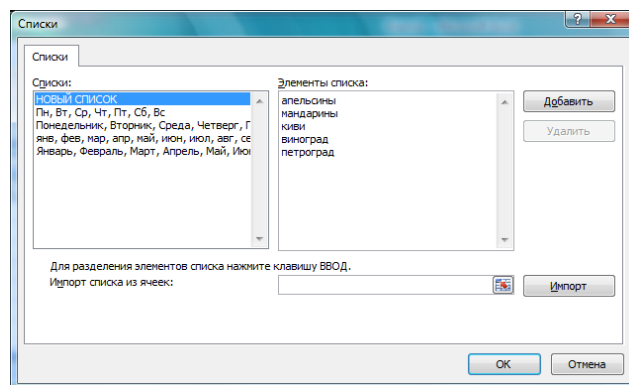 Списки
Списки
Списки:
НОВЫЙ СПИСОК
Пн, Вт, Ср, Чт, Пт, Сб, Вс
Понедельник, Вторник, Среда, Четверг, Г
янв, фев, мар, апр, май, июн, июл, авг, се
Январь, Февраль, Март, Апрель, Май, Ию
Элементы списка:
апельсины
мандарины
киви
виноград
петроград
Добавить
Удалить
Для разделения элементов списка нажмите клавишу ВВОД.
Импорт списка из ячеек:
Импорт
ОК
Отмена